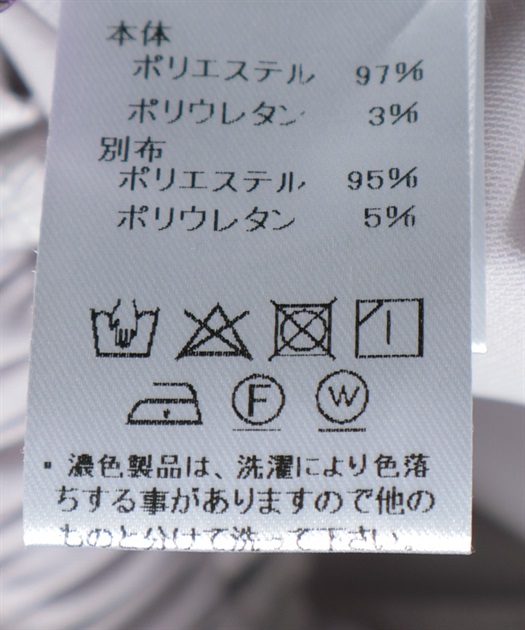 本体
ポリエステル 97%
ポリウレタン 3%
別布
ポリエステル 95%
ポリウレタン 5%
F W
・濃色製品は、洗濯により色落
ちする事がありますので他の
ものと分けて洗って下さい。